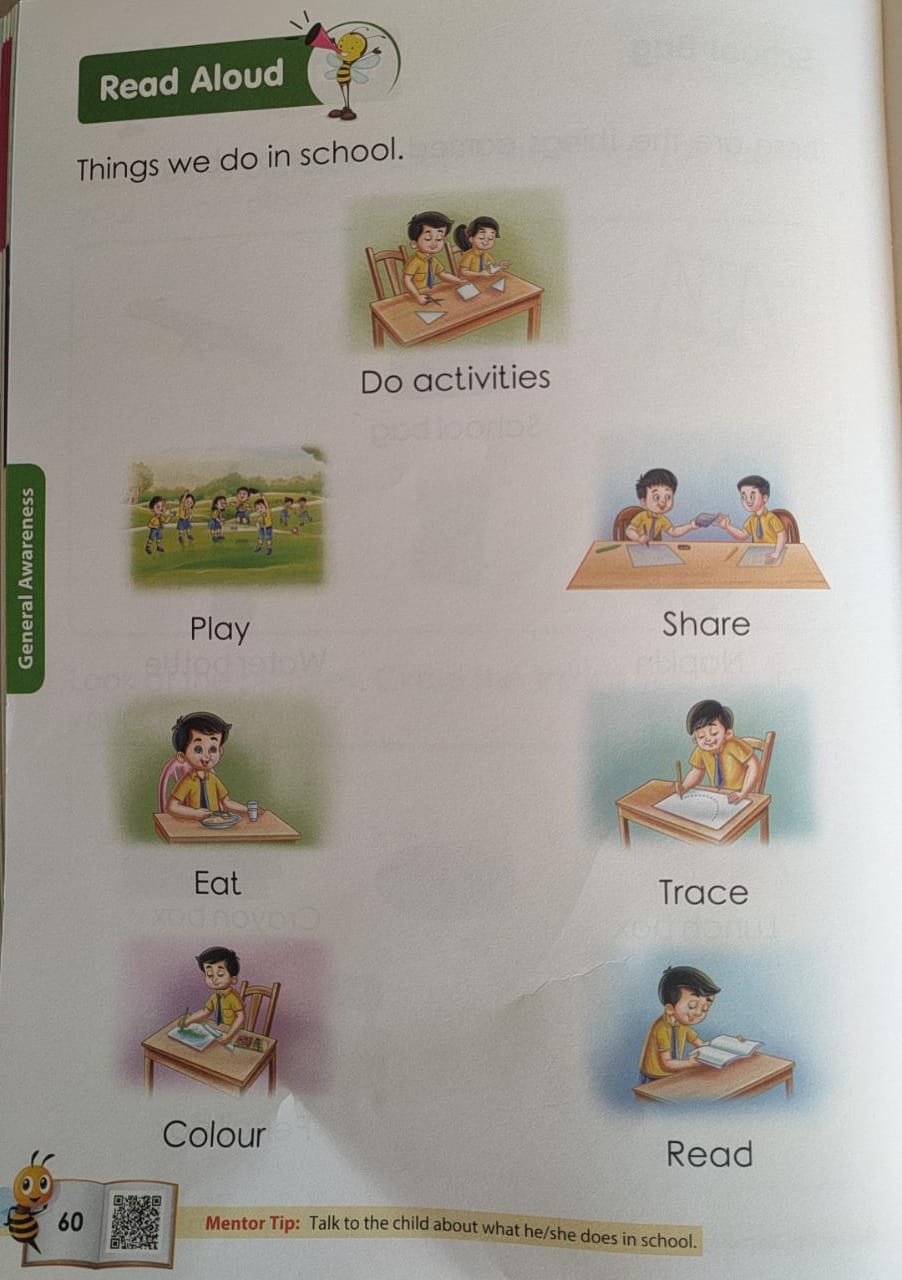 Read Aloud
Things we do in school.
Do activities
Play
Share
General Awareness
Eat
Trace
Colour
Read
60
Mentor Tip: Talk to the child about what he/she does in school.